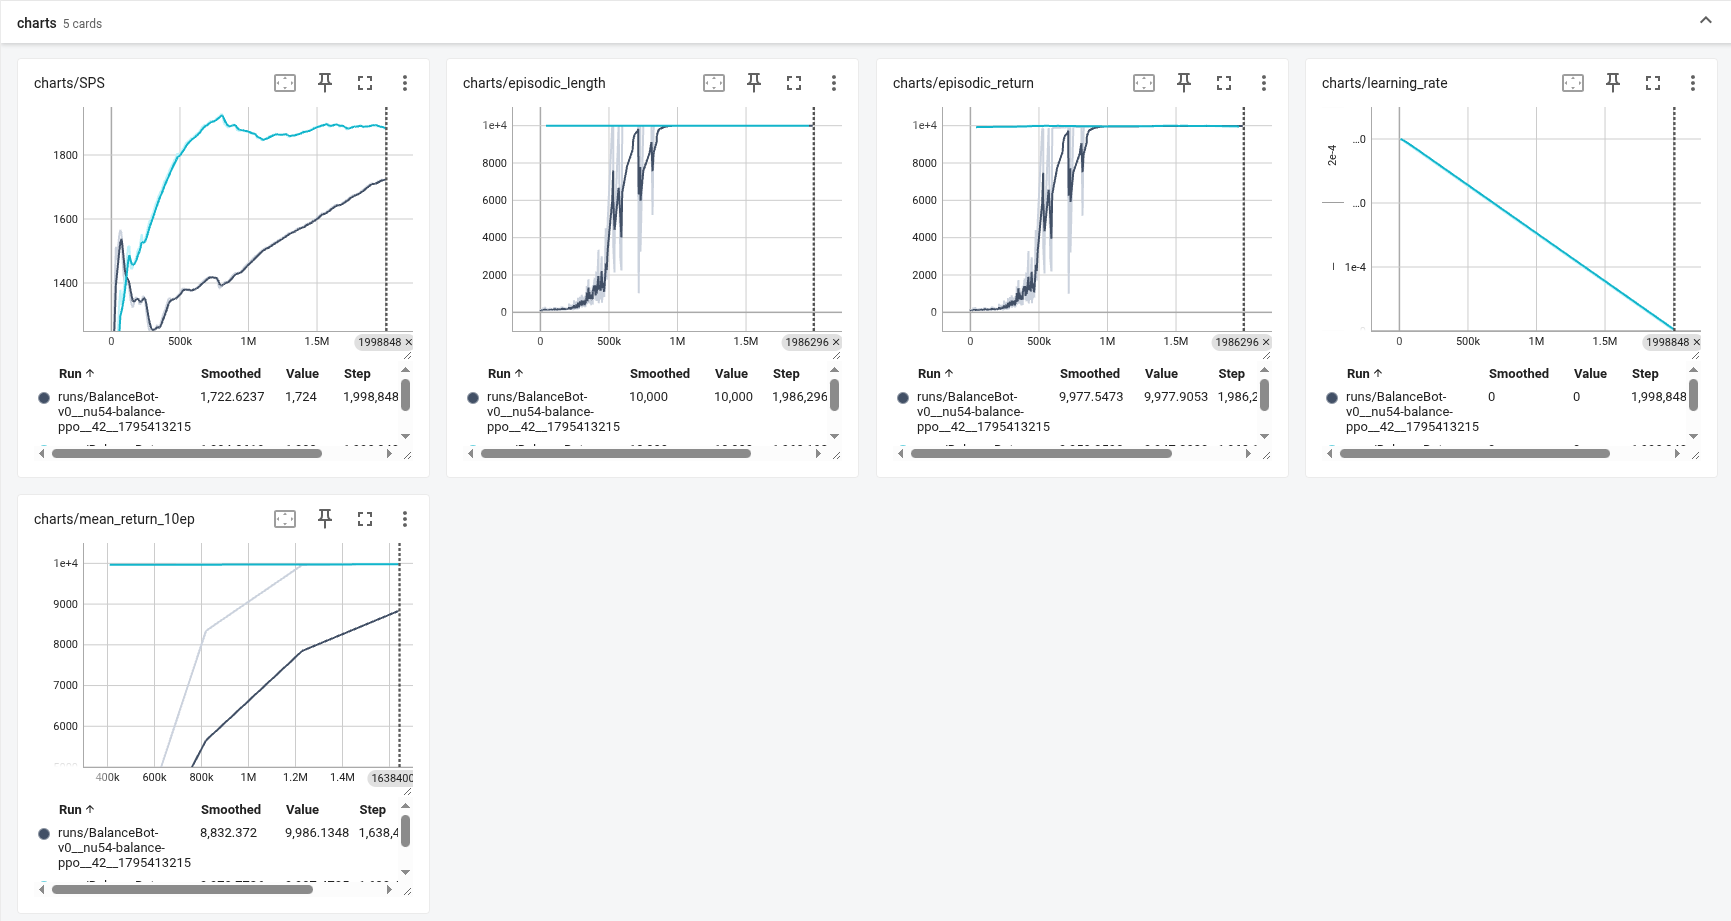 charts 5 cards
charts/SPS
1800
1600
1400
0 500k 1M 1.5M 1998848 ×
Run ↑ Smoothed Value Step
runs/BalanceBot-
v0__nu54-balance-
ppo__42__1795413215
1,722.6237 1,724 1,998,848
charts/episodic_length
1e+4
8000
6000
4000
2000
0
0 500k 1M 1.5M 1986296 ×
Run ↑ Smoothed Value Step
runs/BalanceBot-
v0__nu54-balance-
ppo__42__1795413215
10,000 10,000 1,986,296
charts/episodic_return
1e+4
8000
6000
4000
2000
0
0 500k 1M 1.5M 1986296 ×
Run ↑ Smoothed Value Step
runs/BalanceBot-
v0__nu54-balance-
ppo__42__1795413215
9,977.5473 9,977.9053 1,986,2
charts/learning_rate
2e-4
...0
...0
1e-4
0 500k 1M 1.5M 1998848 ×
Run ↑ Smoothed Value Step
runs/BalanceBot-
v0__nu54-balance-
ppo__42__1795413215
0 0 1,998,848
charts/mean_return_10ep
1e+4
9000
8000
7000
6000
400k 600k 800k 1M 1.2M 1.4M 1638400
Run ↑ Smoothed Value Step
runs/BalanceBot-
v0__nu54-balance-
ppo__42__1795413215
8,832.372 9,986.1348 1,638,4